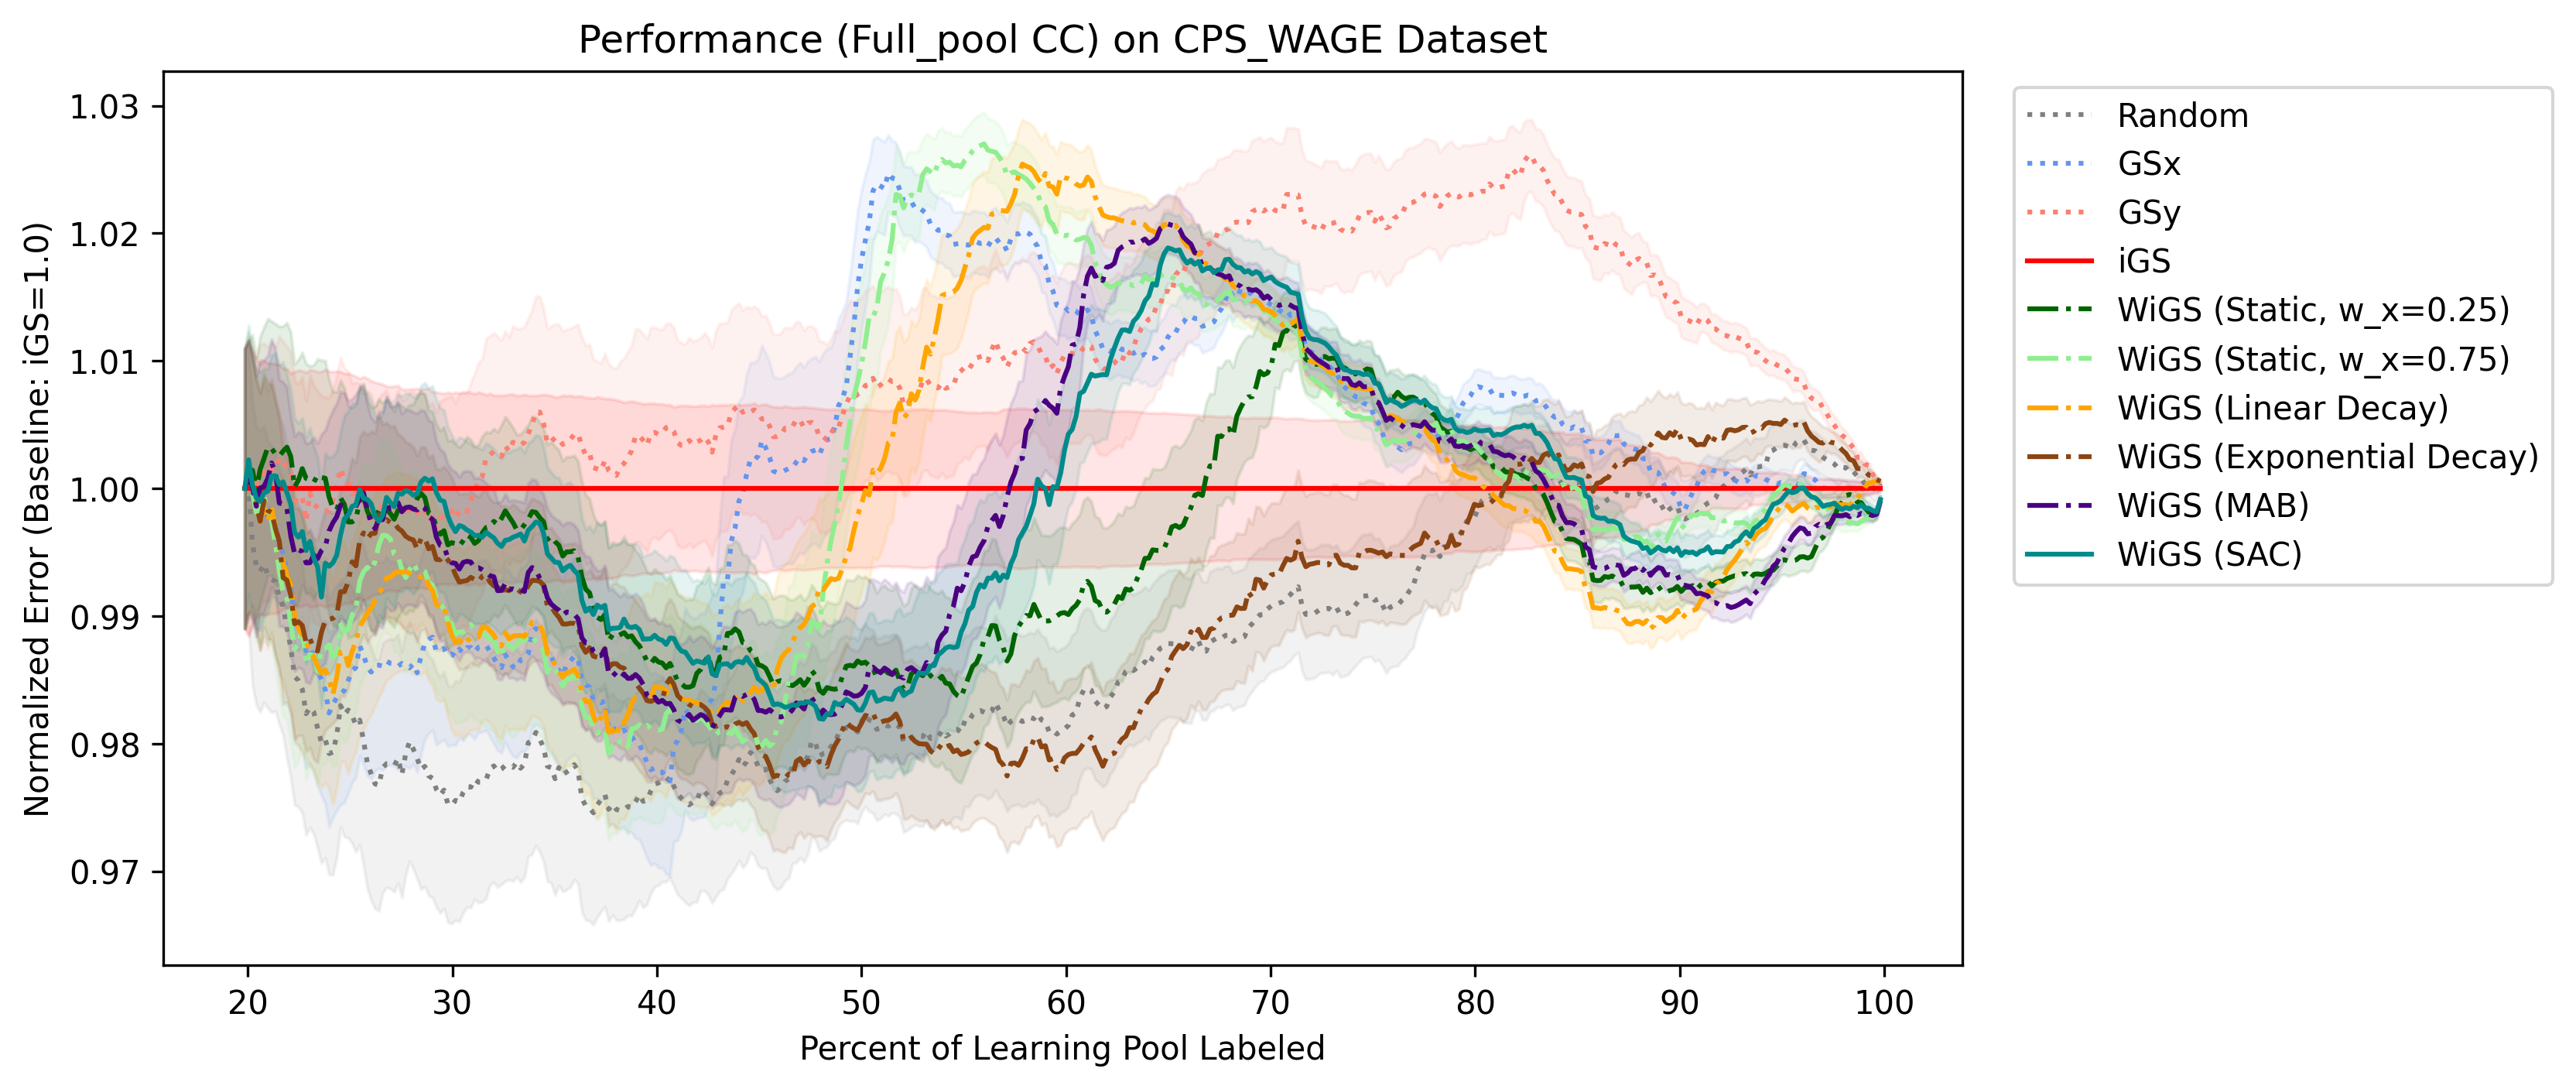 Performance (Full_pool CC) on CPS_WAGE Dataset
Normalized Error (Baseline: iGS=1.0)
1.03
1.02
1.01
1.00
0.99
0.98
0.97
20 30 40 50 60 70 80 90 100
Percent of Learning Pool Labeled
Random
GSx
GSy
iGS
WiGS (Static, w_x=0.25)
WiGS (Static, w_x=0.75)
WiGS (Linear Decay)
WiGS (Exponential Decay)
WiGS (MAB)
WiGS (SAC)